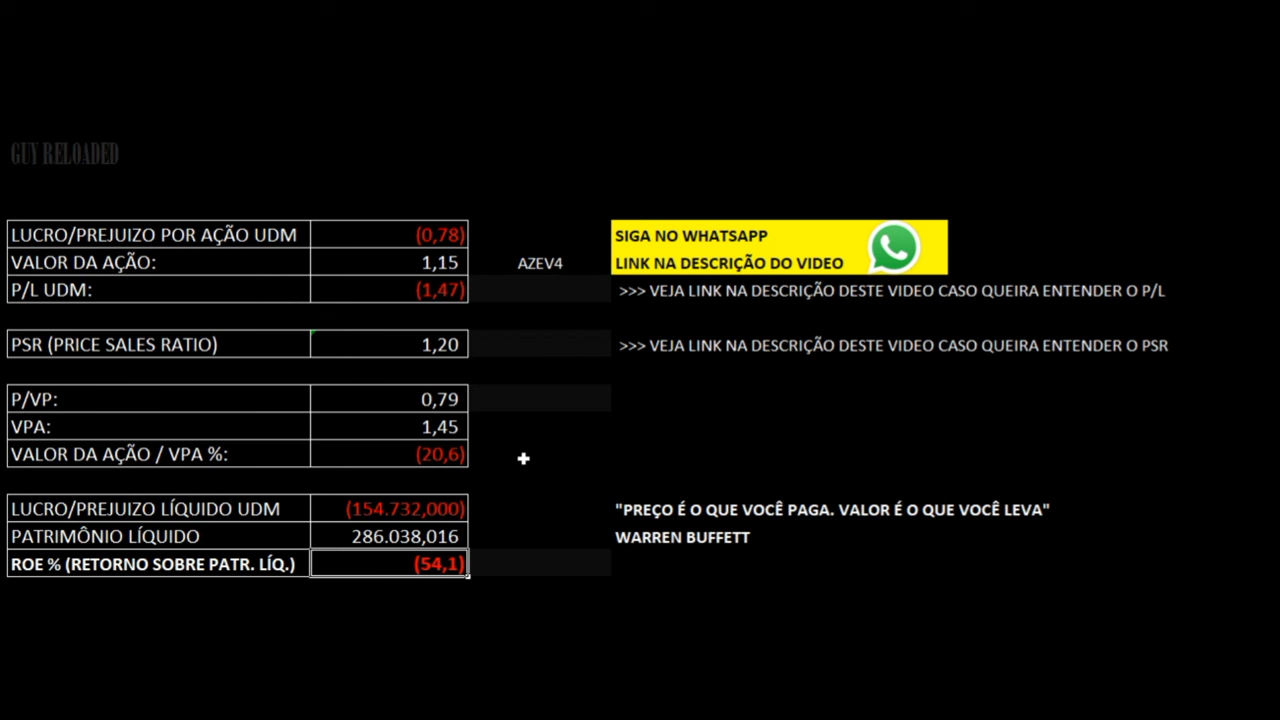 GUY RELOADED
LUCRO/PREJUIZO POR AÇÃO UDM (0,78)
SIGA NO WHATSAPP
VALOR DA AÇÃO: 1,15 AZEV4
LINK NA DESCRIÇÃO DO VIDEO
P/L UDM: (1,47) >>> VEJA LINK NA DESCRIÇÃO DESTE VIDEO CASO QUEIRA ENTENDER O P/L
PSR (PRICE SALES RATIO) 1,20 >>> VEJA LINK NA DESCRIÇÃO DESTE VIDEO CASO QUEIRA ENTENDER O PSR
P/VP: 0,79
VPA: 1,45
VALOR DA AÇÃO / VPA %: (20,6)
LUCRO/PREJUIZO LÍQUIDO UDM (154.732,000) "PREÇO É O QUE VOCÊ PAGA. VALOR É O QUE VOCÊ LEVA"
PATRIMÔNIO LÍQUIDO 286.038,016 WARREN BUFFETT
ROE % (RETORNO SOBRE PATR. LÍQ.) (54,1)